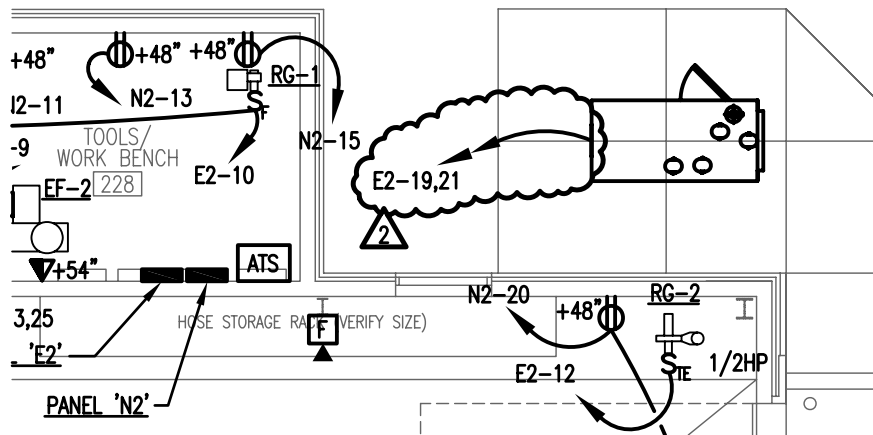 +48"
+48"
+48"
RG-1
N2-11
N2-13
S F
N2-15
TOOLS/
WORK BENCH
228
-9
E2-10
E2-19,21
EF-2
2
+54"
ATS
N2-20
RG-2
3,25
HOSE STORAGE RACK (VERIFY SIZE)
F
+48"
'E2'
S TE
1/2HP
E2-12
PANEL 'N2'